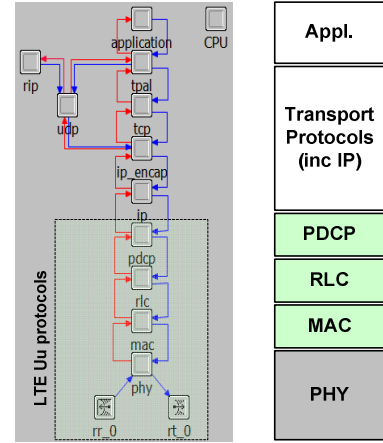 application
CPU
rip
tpal
udp
tcp
ip_encap
ip
pdcp
rlc
mac
phy
rr_0
rt_0
LTE Uu protocols
Appl.
Transport
Protocols
(inc IP)
PDCP
RLC
MAC
PHY